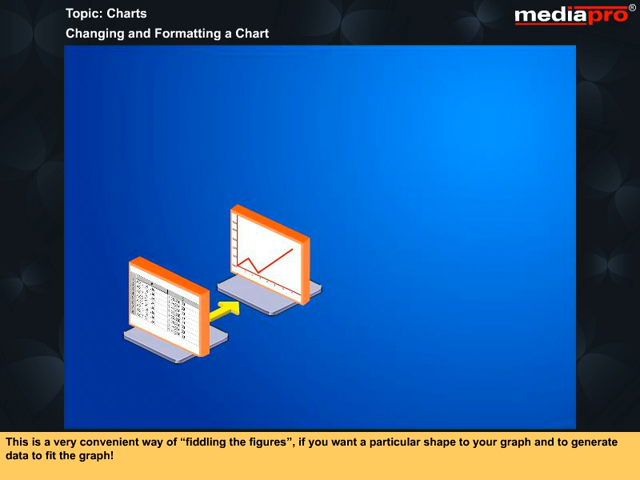 Topic: Charts
mediapro®
Changing and Formatting a Chart
This is a very convenient way of “fiddling the figures”, if you want a particular shape to your graph and to generate
data to fit the graph!